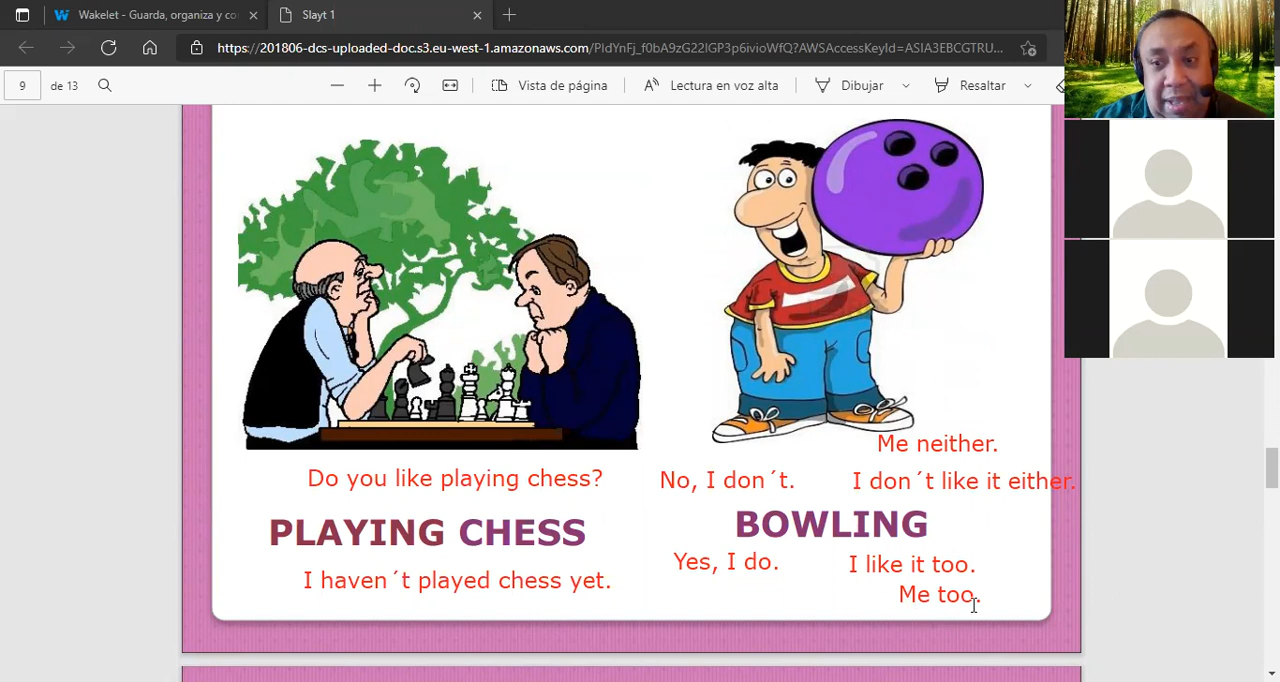 Wakelet - Guarda, organiza y co
Slayt 1
https://201806-dcs-uploaded-doc.s3.eu-west-1.amazonaws.com/PIdYnFj_f0bA9zG22IGP3p6ivioWfQ?AWSAccessKeyId=ASIA3EBCGTRU...
9 de 13
Vista de página
Lectura en voz alta
Dibujar
Resaltar
Me neither.
Do you like playing chess?
No, I don´t.
I don´t like it either.
PLAYING CHESS
BOWLING
Yes, I do.
I like it too.
I haven´t played chess yet.
Me too.